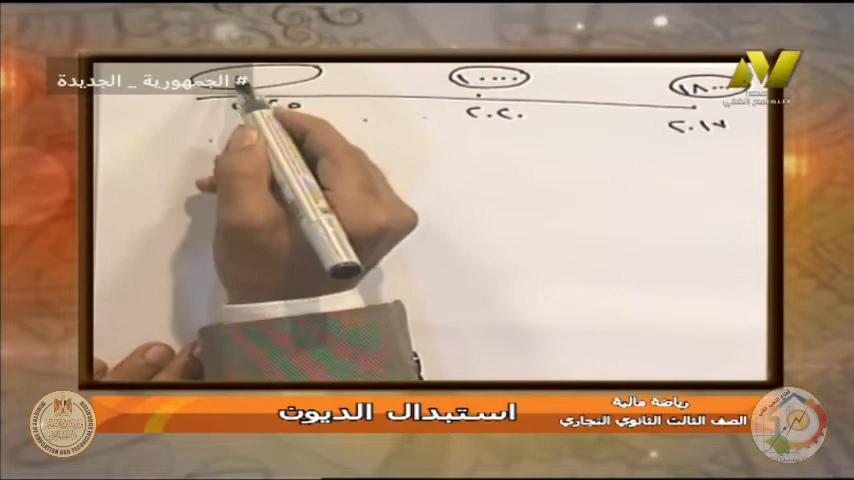 # الجمهورية _ الجديدة
١٠٠٠٠
١٨٠٠٠
٢٠٢٠
٢٠١٧
رياضة مالية
الصف الثالث الثانوي التجاري
استبدال الديون